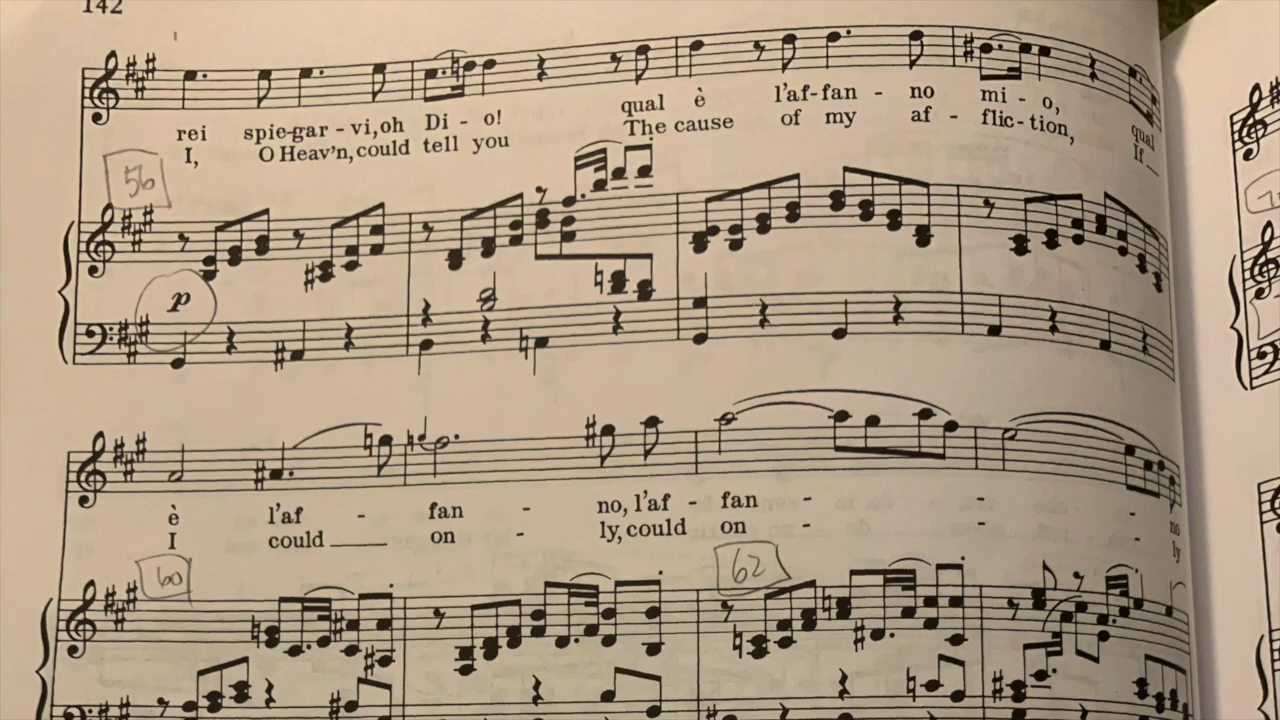 142
rei spie-gar - vi, oh Di - o! qual è l'af-fan - no mi - o, qual
I, O Heav'n, could tell you The cause of my af - flic - tion, If
56
p
è l'af - fan - no, l'af - fan - - - no
I could on - ly, could on - - - ly
60
62